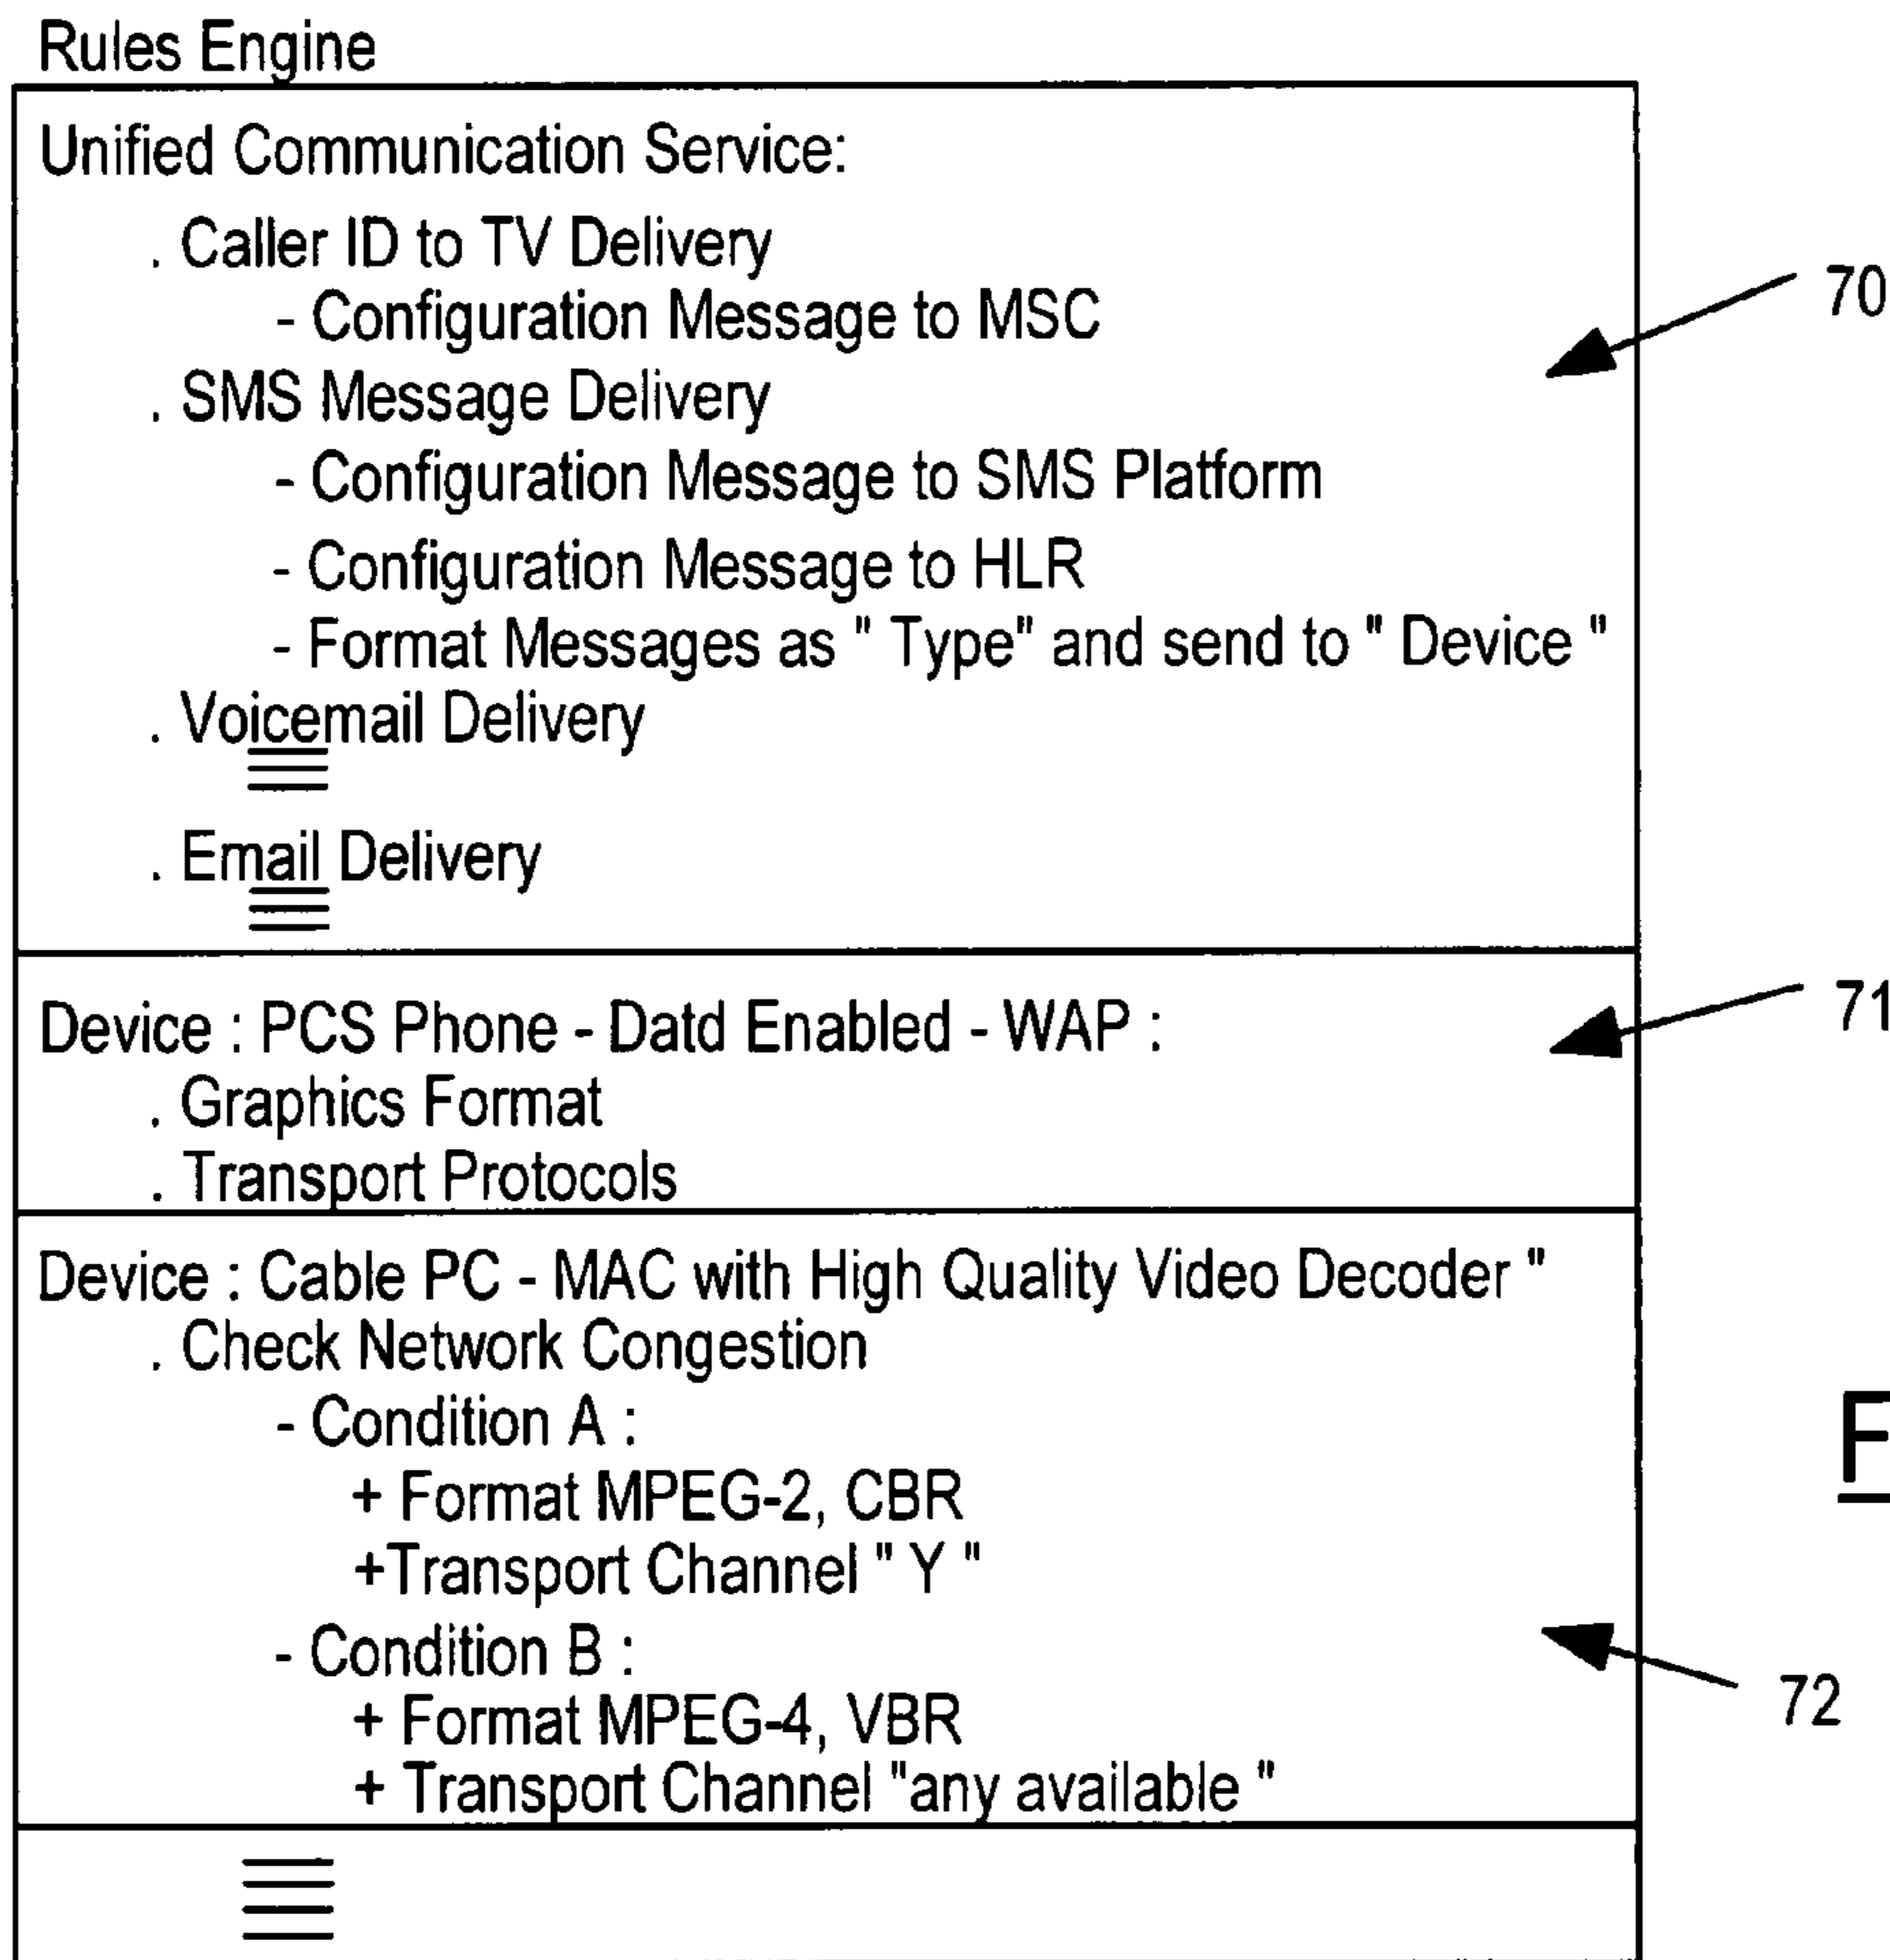 Rules Engine
Unified Communication Service:
. Caller ID to TV Delivery
- Configuration Message to MSC
70
. SMS Message Delivery
- Configuration Message to SMS Platform
- Configuration Message to HLR
- Format Messages as " Type" and send to " Device "
. Voicemail Delivery
. Email Delivery
71
Device : PCS Phone - Datd Enabled - WAP :
. Graphics Format
. Transport Protocols
Device : Cable PC - MAC with High Quality Video Decoder "
. Check Network Congestion
- Condition A :
F
+ Format MPEG-2, CBR
+Transport Channel " Y "
- Condition B :
72
+ Format MPEG-4, VBR
+ Transport Channel "any available "